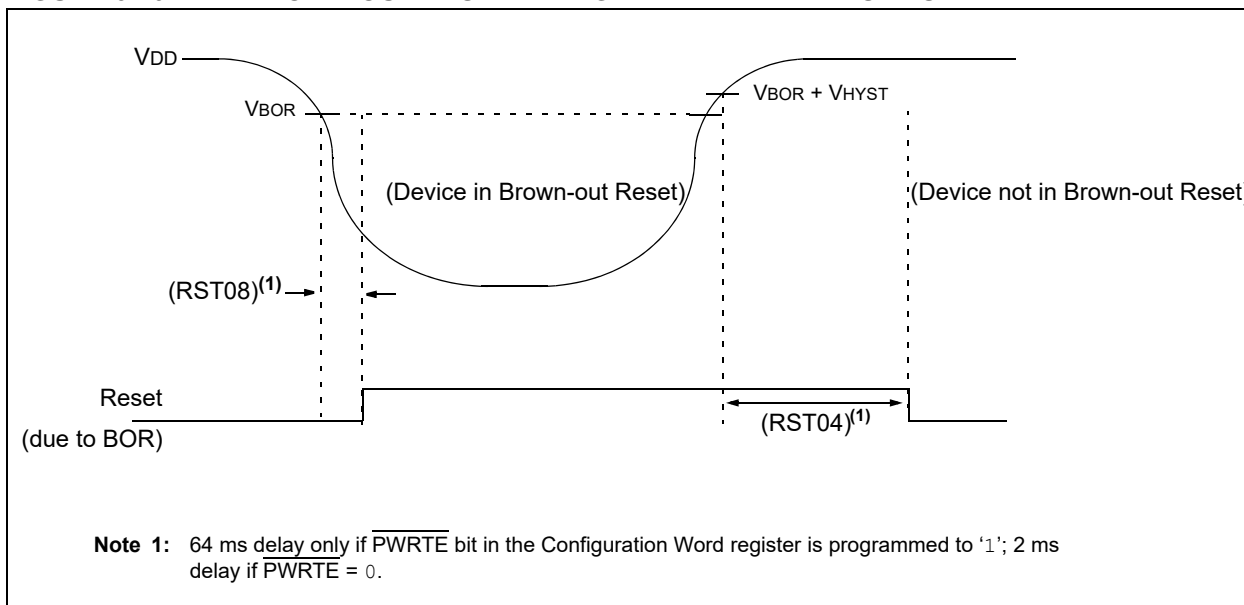 VDD
VBOR
VBOR + VHYST
(Device in Brown-out Reset)
(Device not in Brown-out Reset
(RST08)(1)
Reset
(due to BOR)
(RST04)(1)
Note 1: 64 ms delay only if PWRTE bit in the Configuration Word register is programmed to ‘1’; 2 ms
delay if PWRTE = 0.